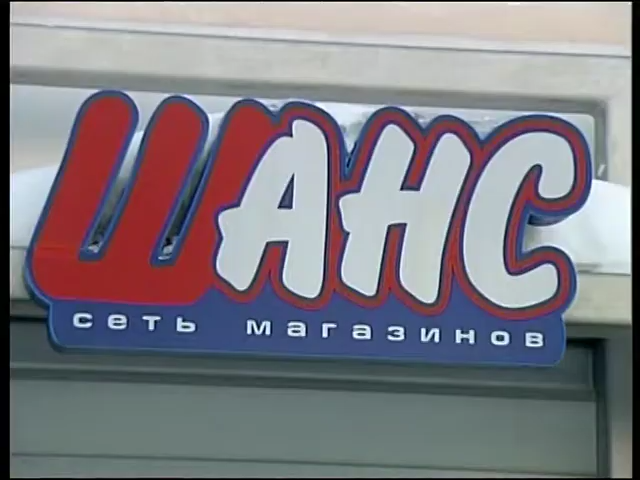 ШАНС
сеть магазинов